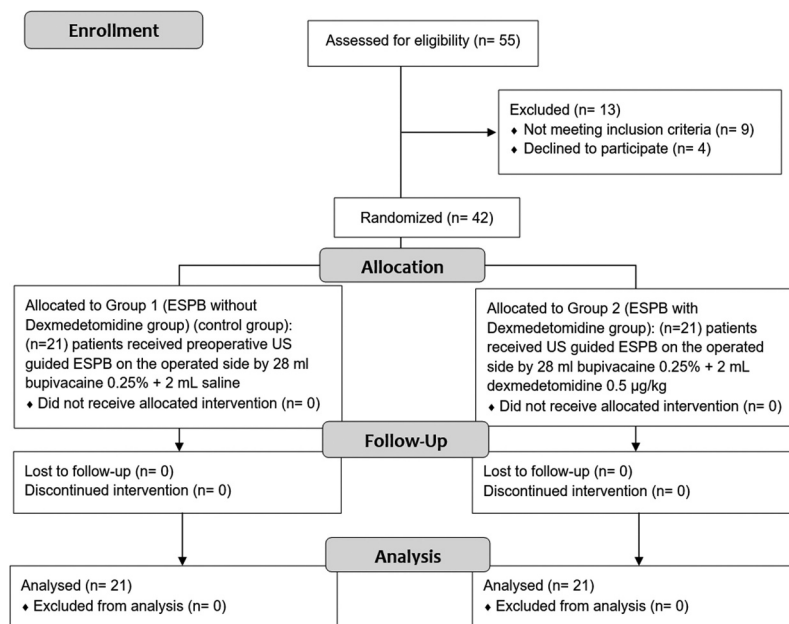 Enrollment
Assessed for eligibility (n= 55)
Excluded (n= 13)
♦ Not meeting inclusion criteria (n= 9)
♦ Declined to participate (n= 4)
Randomized (n= 42)
Allocation
Allocated to Group 1 (ESPB without
Dexmedetomidine group) (control group):
(n=21) patients received preoperative US
guided ESPB on the operated side by 28 ml
bupivacaine 0.25% + 2 mL saline
♦ Did not receive allocated intervention (n= 0)
Allocated to Group 2 (ESPB with
Dexmedetomidine group): (n=21) patients
received US guided ESPB on the operated
side by 28 ml bupivacaine 0.25% + 2 mL
dexmedetomidine 0.5 µg/kg
♦ Did not receive allocated intervention (n= 0)
Follow-Up
Lost to follow-up (n= 0)
Discontinued intervention (n= 0)
Lost to follow-up (n= 0)
Discontinued intervention (n= 0)
Analysis
Analysed (n= 21)
♦ Excluded from analysis (n= 0)
Analysed (n= 21)
♦ Excluded from analysis (n= 0)